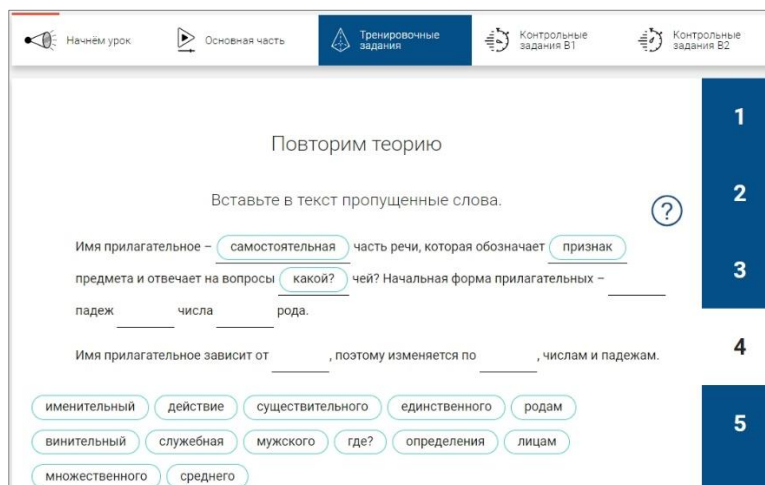 Начнём урок
Основная часть
Тренировочные
задания
Контрольные
задания В1
Контрольные
задания В2
1
2
3
4
5
Повторим теорию
Вставьте в текст пропущенные слова.
?
Имя прилагательное – самостоятельная часть речи, которая обозначает признак
предмета и отвечает на вопросы какой? чей? Начальная форма прилагательных –
падеж числа рода.
Имя прилагательное зависит от , поэтому изменяется по , числам и падежам.
именительный действие существительного единственного родам
винительный служебная мужского где? определения лицам
множественного среднего